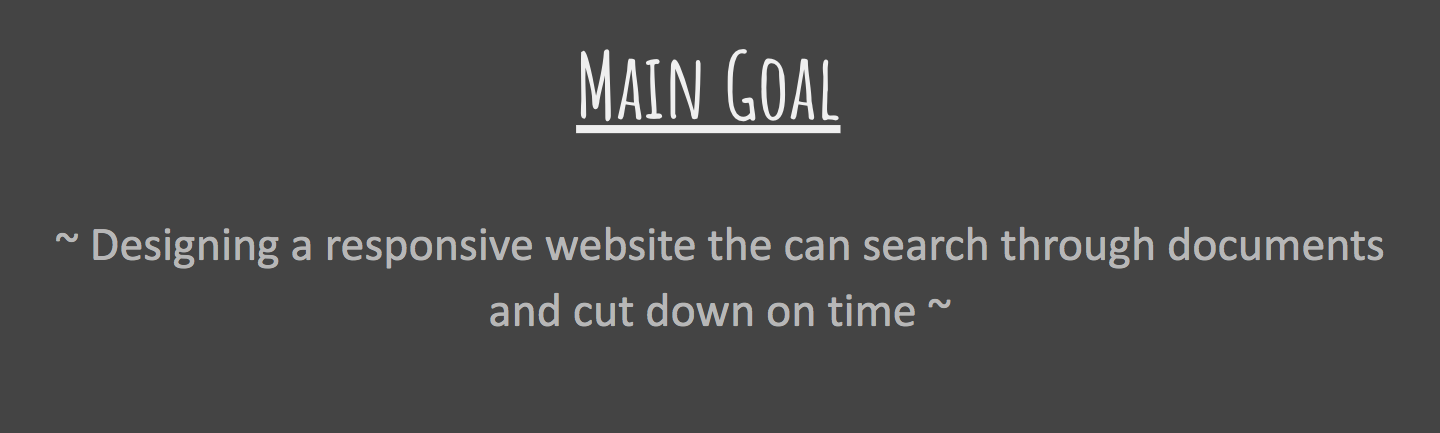 Main Goal
~ Designing a responsive website the can search through documents
and cut down on time ~